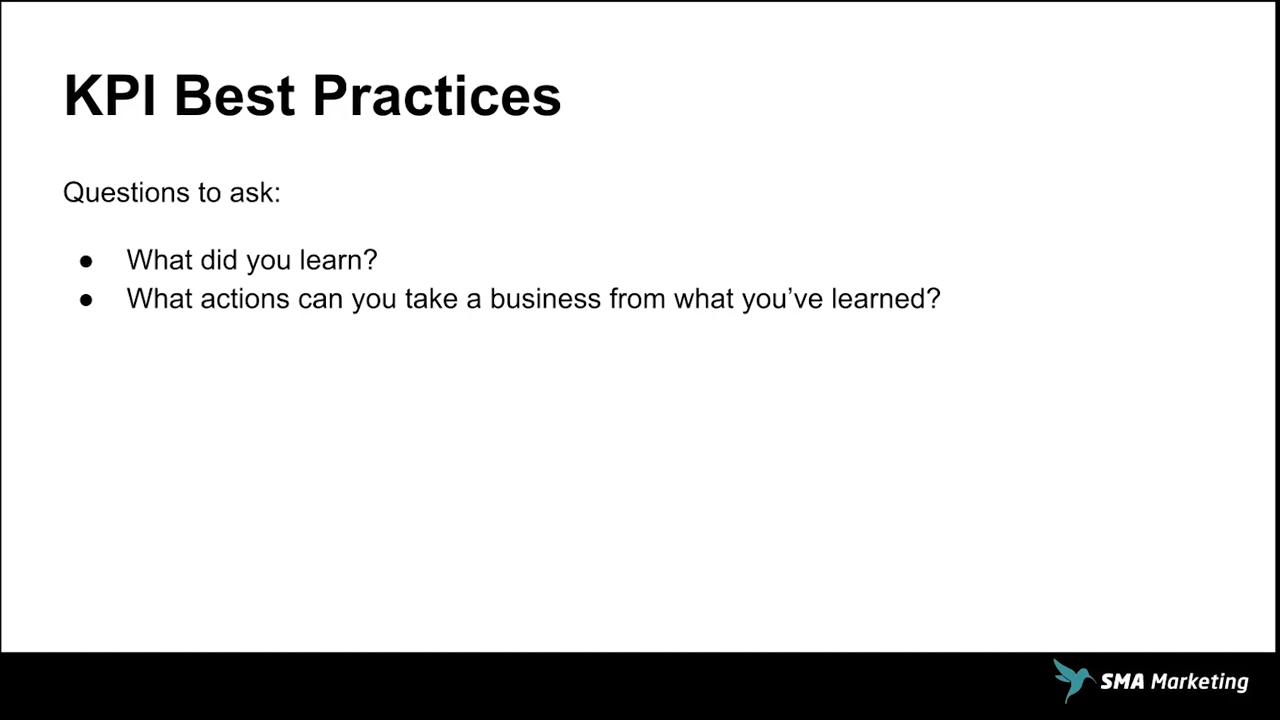 KPI Best Practices
Questions to ask:
● What did you learn?
● What actions can you take a business from what you’ve learned?
SMA Marketing